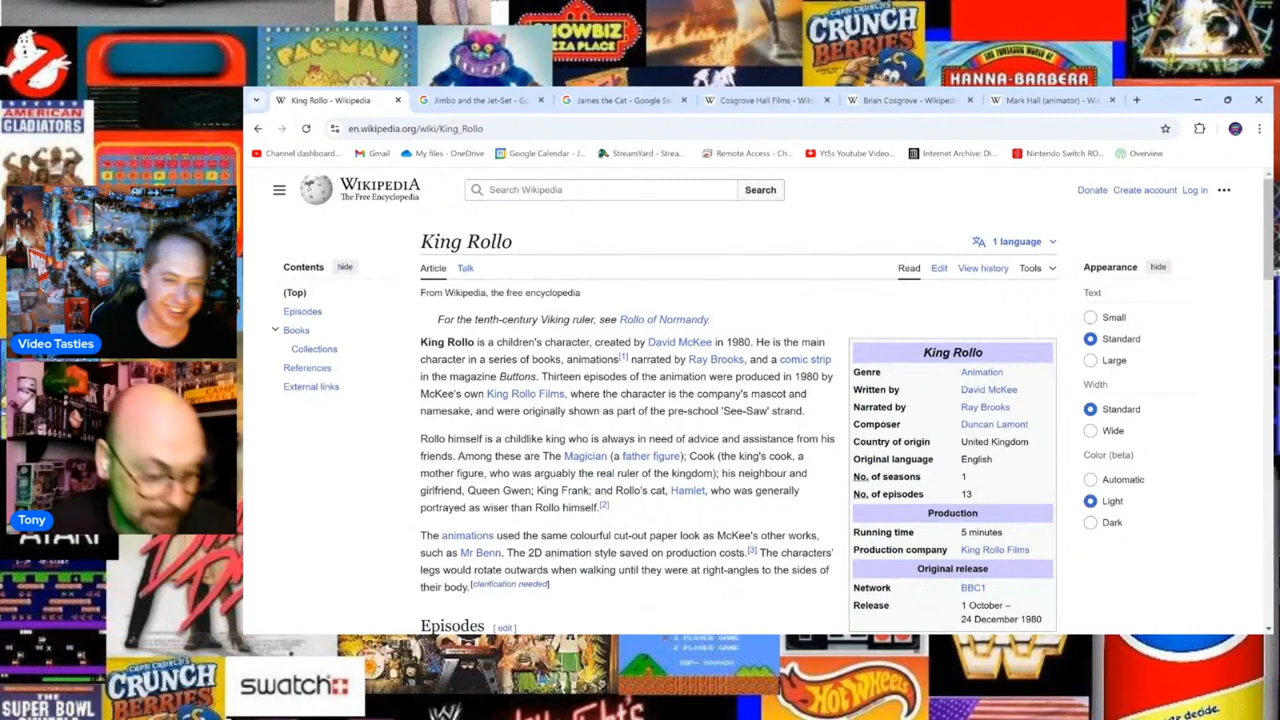 SHOWBIZ
PIZZA PLACE
CRUNCH
BERRIES
PAC-MAN
HANNA-BARBERA
AMERICAN
GLADIATORS
King Rollo - Wikipedia
Jimbo and the Jet-Set - Go
James the Cat - Google Se
Cosgrove Hall Films - Wiki
Brian Cosgrove - Wikiped
Mark Hall (animator) - Wi
en.wikipedia.org/wiki/King_Rollo
Channel dashboard...
Gmail
My files - OneDrive
Google Calendar - J...
StreamYard - Strea...
Remote Access - Ch...
Yt5s Youtube Video...
Internet Archive: Di...
Nintendo Switch RO...
Overview
WIKIPEDIA
The Free Encyclopedia
Search Wikipedia
Search
Donate Create account Log in
King Rollo
1 language
Contents hide
Article Talk
Read Edit View history Tools
Appearance hide
(Top)
Episodes
Books
Collections
References
External links
From Wikipedia, the free encyclopedia
For the tenth-century Viking ruler, see Rollo of Normandy.
King Rollo is a children's character, created by David McKee in 1980. He is the main
character in a series of books, animations[1] narrated by Ray Brooks, and a comic strip
in the magazine Buttons. Thirteen episodes of the animation were produced in 1980 by
McKee's own King Rollo Films, where the character is the company's mascot and
namesake, and were originally shown as part of the pre-school 'See-Saw' strand.
Rollo himself is a childlike king who is always in need of advice and assistance from his
friends. Among these are The Magician (a father figure); Cook (the king's cook, a
mother figure, who was arguably the real ruler of the kingdom); his neighbour and
girlfriend, Queen Gwen; King Frank; and Rollo's cat, Hamlet, who was generally
portrayed as wiser than Rollo himself.[2]
The animations used the same colourful cut-out paper look as McKee's other works,
such as Mr Benn. The 2D animation style saved on production costs.[3] The characters'
legs would rotate outwards when walking until they were at right-angles to the sides of
their body.[clarification needed]
Episodes [ edit ]
King Rollo
Genre Animation
Written by David McKee
Narrated by Ray Brooks
Composer Duncan Lamont
Country of origin United Kingdom
Original language English
No. of seasons 1
No. of episodes 13
Production
Running time 5 minutes
Production company King Rollo Films
Original release
Network BBC1
Release 1 October –
24 December 1980
Text
Small
Standard
Large
Width
Standard
Wide
Color (beta)
Automatic
Light
Dark
Video Tasties
Tony
ATARI
CRUNCH
BERRIES
swatch
THE
SUPER BOWL
HOT WHEELS
decide.